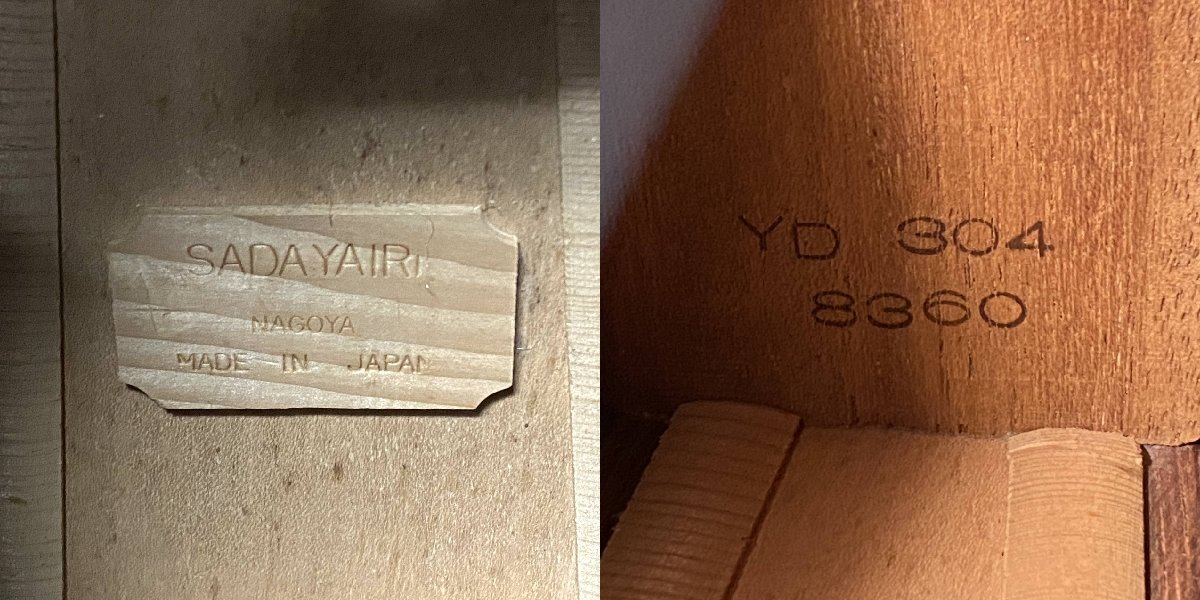 SADAYAIRI
NAGOYA
MADE IN JAPAN
YD 304
8360